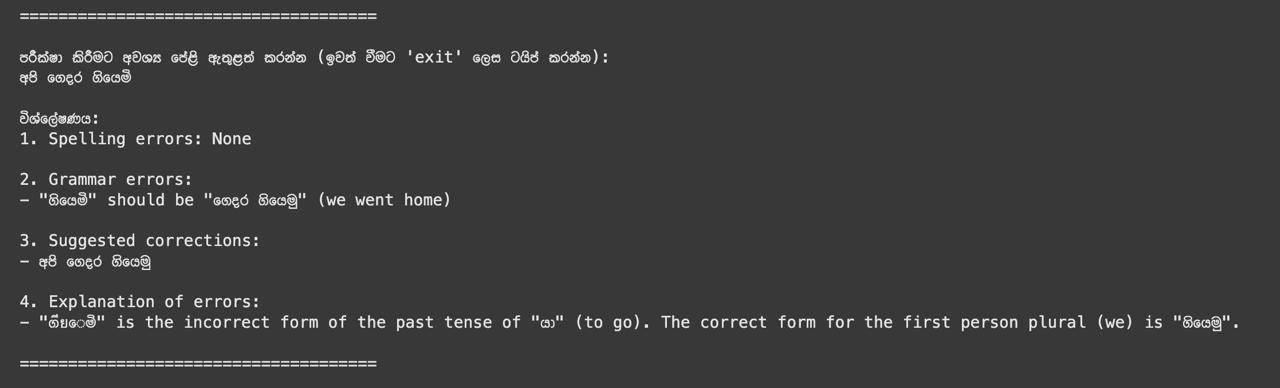 =====================================
පරීක්ෂා කිරීමට අවශ්‍ය පේළි ඇතුළත් කරන්න (ඉවත් වීමට 'exit' ලෙස ටයිප් කරන්න):
අපි ගෙදර ගියෙමි
විශ්ලේෂණය:
1. Spelling errors: None
2. Grammar errors:
- "ගියෙමි" should be "ගෙදර ගියෙමු" (we went home)
3. Suggested corrections:
- අපි ගෙදර ගියෙමු
4. Explanation of errors:
- " is the incorrect form of the past tense of "යා" (to go). The correct form for the first person plural (we) is "ගියෙමු".
=====================================